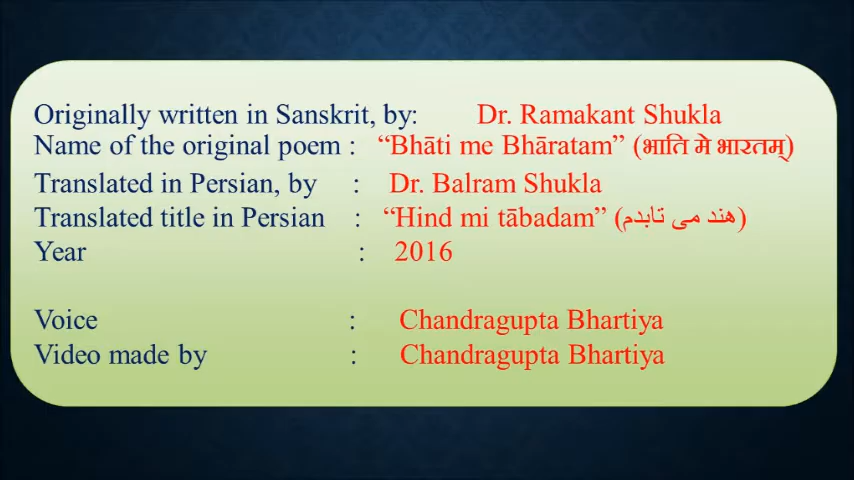 Originally written in Sanskrit, by: Dr. Ramakant Shukla
Name of the original poem : “Bhāti me Bhāratam” (भाति मे भारतम्)
Translated in Persian, by : Dr. Balram Shukla
Translated title in Persian : “Hind mi tābadam” (هند می تابدم)
Year : 2016
Voice : Chandragupta Bhartiya
Video made by : Chandragupta Bhartiya